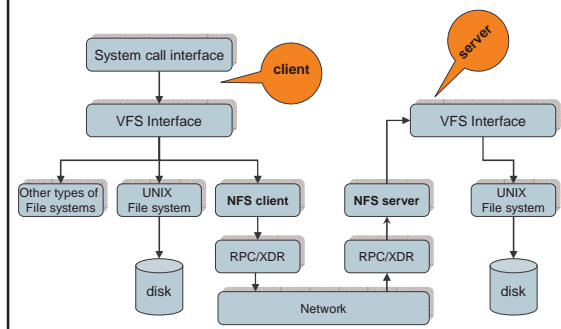 System call interface
client
server
VFS Interface
VFS Interface
Other types of
File systems
UNIX
File system
NFS client
NFS server
UNIX
File system
RPC/XDR
RPC/XDR
disk
disk
Network